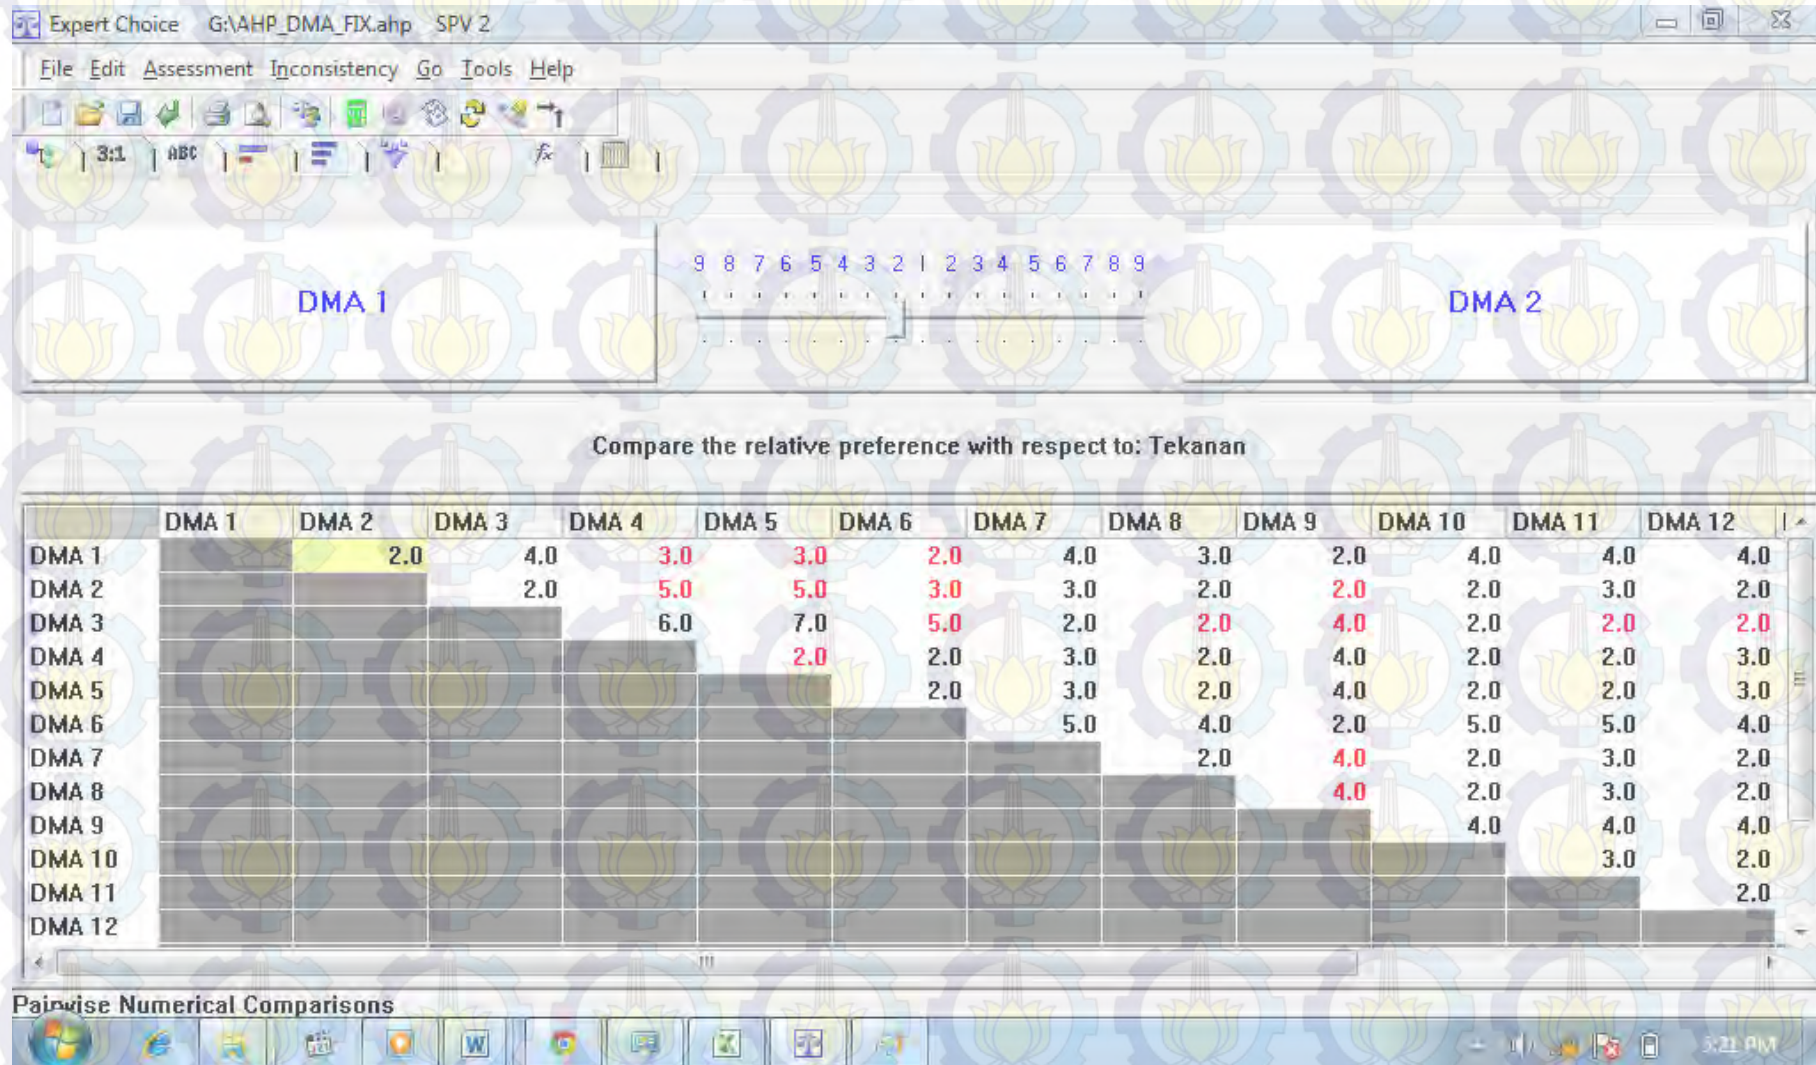 Expert Choice G:\AHP_DMA_FIX.ahp SPV 2
File Edit Assessment Inconsistency Go Tools Help
3:1 ABC fx
9 8 7 6 5 4 3 2 1 2 3 4 5 6 7 8 9
DMA 1 DMA 2
Compare the relative preference with respect to: Tekanan
DMA 1 DMA 2 DMA 3 DMA 4 DMA 5 DMA 6 DMA 7 DMA 8 DMA 9 DMA 10 DMA 11 DMA 12
DMA 1 2.0 4.0 3.0 3.0 2.0 4.0 3.0 2.0 4.0 4.0 4.0
DMA 2 2.0 5.0 5.0 3.0 3.0 2.0 2.0 2.0 3.0 2.0
DMA 3 6.0 7.0 5.0 2.0 2.0 4.0 2.0 2.0 2.0
DMA 4 2.0 2.0 3.0 2.0 4.0 2.0 2.0 3.0
DMA 5 2.0 3.0 2.0 4.0 2.0 2.0 3.0
DMA 6 5.0 4.0 2.0 5.0 5.0 4.0
DMA 7 2.0 4.0 2.0 3.0 2.0
DMA 8 4.0 2.0 3.0 2.0
DMA 9 4.0 4.0 4.0
DMA 10 3.0 2.0
DMA 11 2.0
DMA 12
Pairwise Numerical Comparisons
5:21 PM